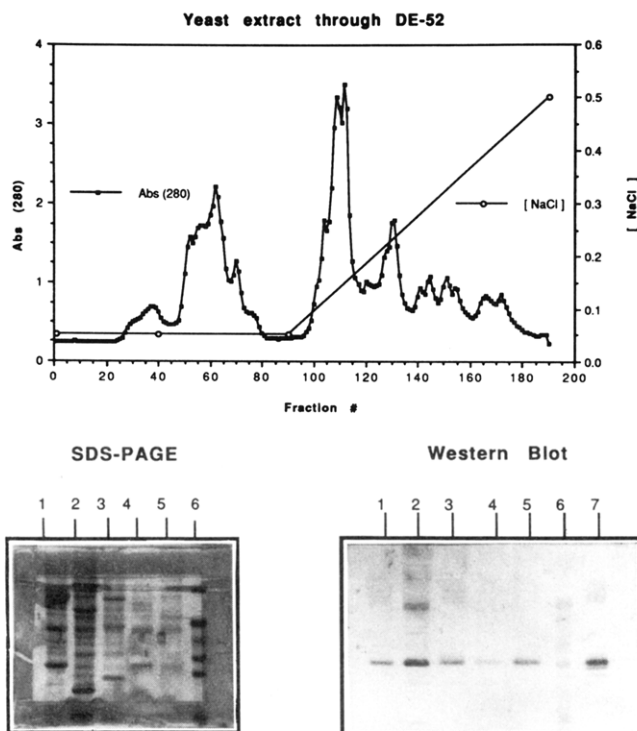 Yeast extract through DE-52
4
3
2
1
0
Abs (280)
0.6
0.5
0.4
0.3
0.2
0.1
0.0
[ NaCl ]
Abs (280)
[ NaCl ]
0 20 40 60 80 100 120 140 160 180 200
Fraction #
SDS-PAGE
1 2 3 4 5 6
Western Blot
1 2 3 4 5 6 7